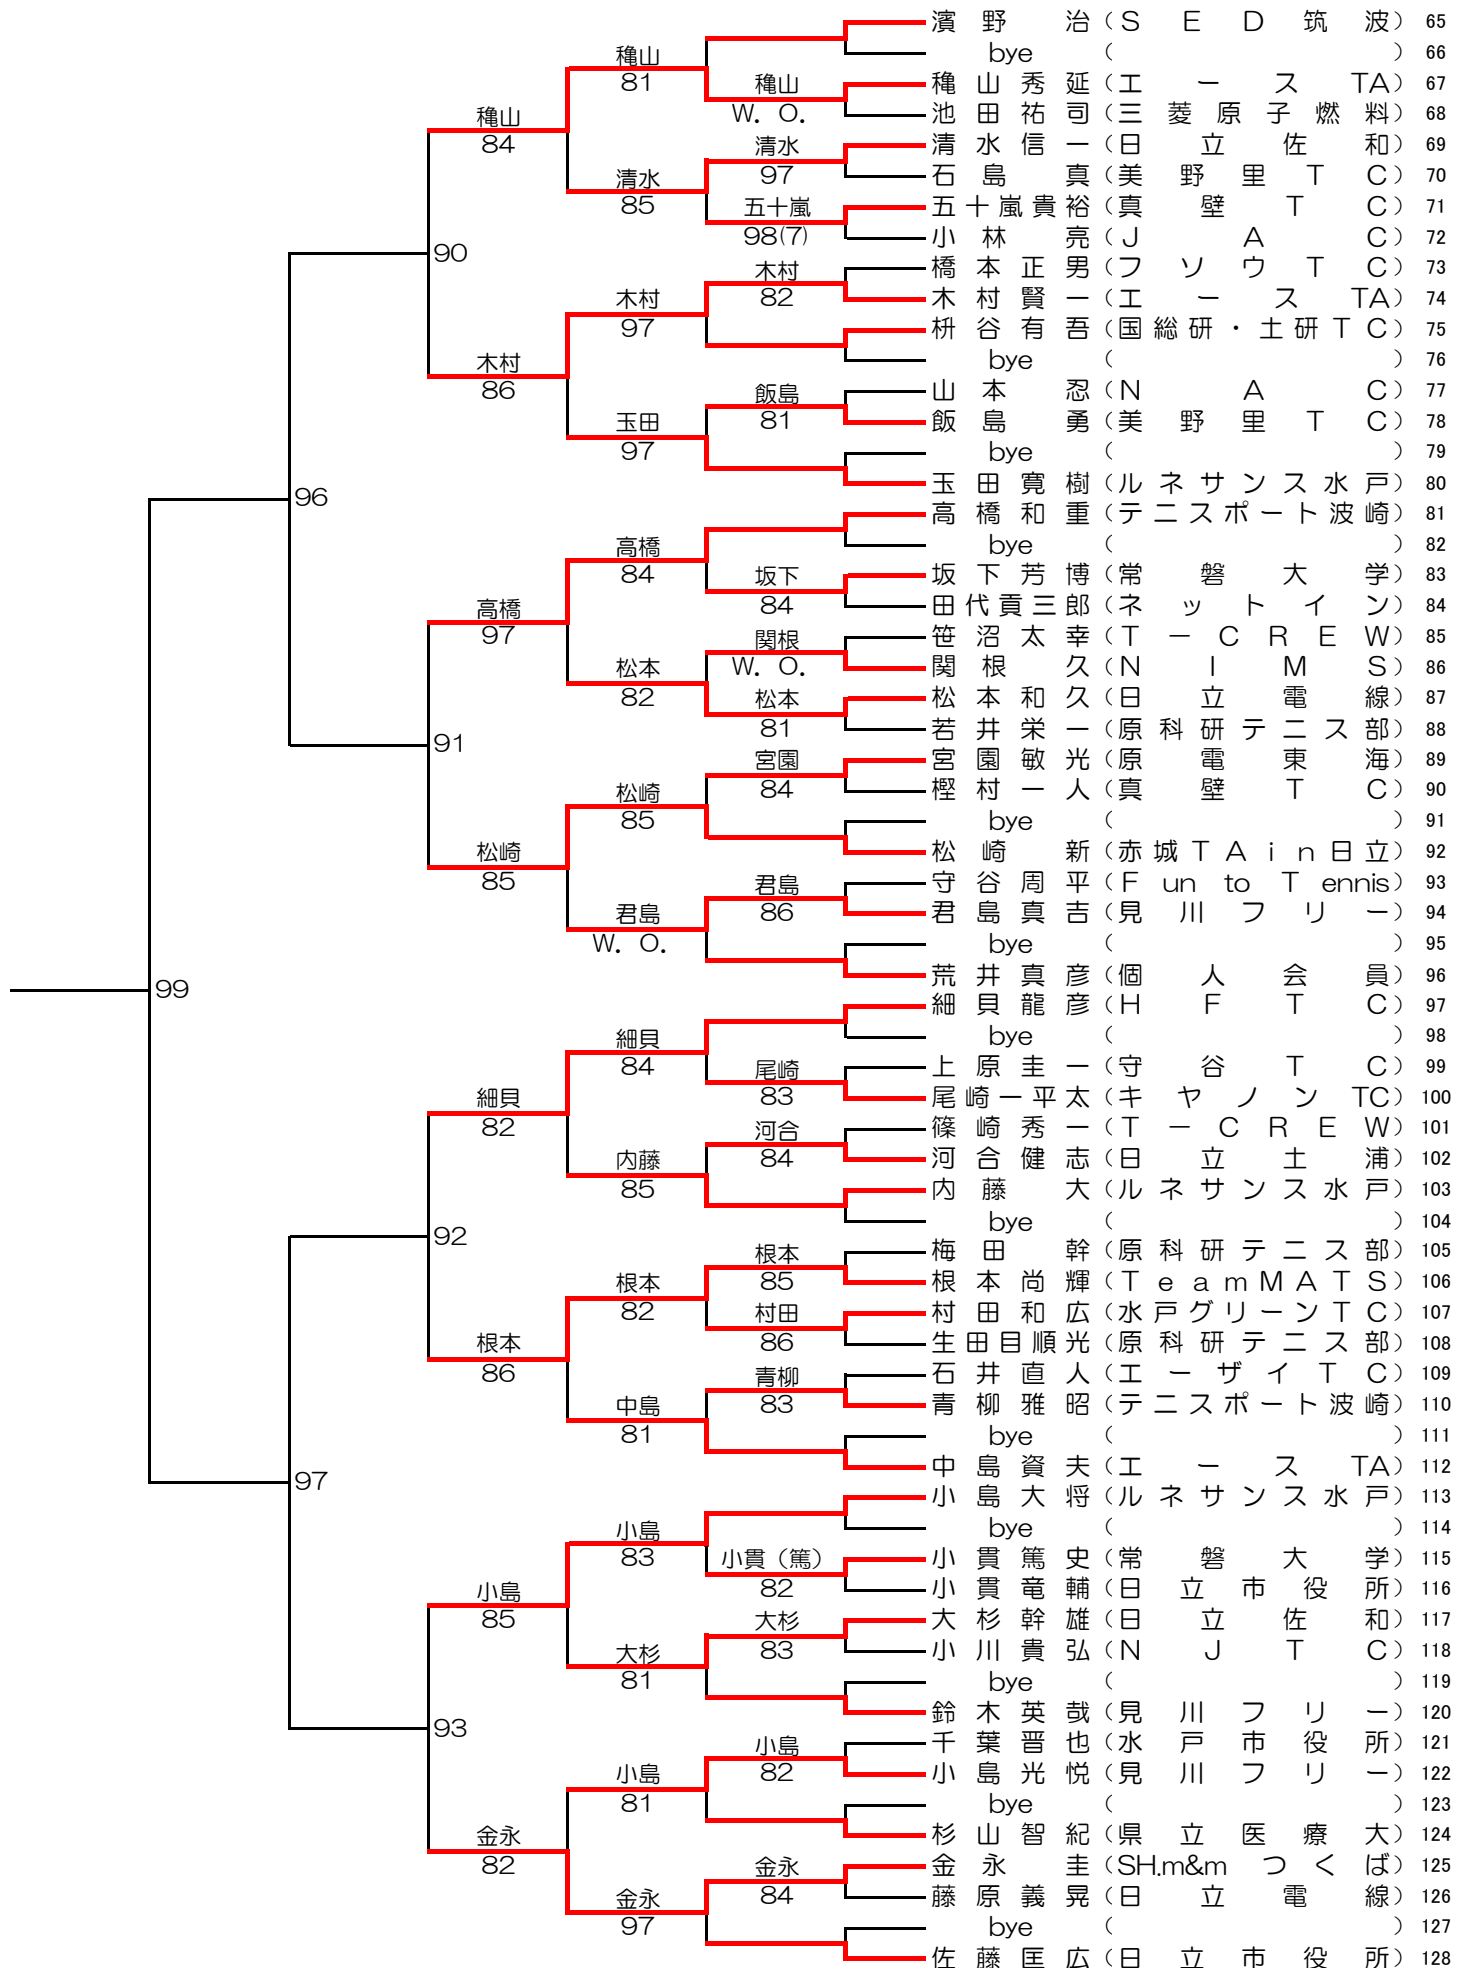 濱野 治（SED筑波） 65
bye （ ） 66
穐山
81
穐山秀延（エースTA） 67
穐山
W. O.
池田祐司（三菱原子燃料） 68
穐山
84
清水信一（日立佐和） 69
清水
97
石島 真（美野里TC） 70
清水
85
五十嵐貴裕（真壁TC） 71
五十嵐
98(7)
小林 亮（JAC） 72
90
橋本正男（フソウTC） 73
木村
82
木村賢一（エースTA） 74
木村
97
枡谷有吾（国総研・土研TC） 75
bye （ ） 76
木村
86
山本 忍（NAC） 77
飯島
81
飯島 勇（美野里TC） 78
玉田
97
bye （ ） 79
玉田寛樹（ルネサンス水戸） 80
96
高橋和重（テニスポート波崎） 81
bye （ ） 82
高橋
84
坂下芳博（常磐大学） 83
坂下
84
田代貢三郎（ネットイン） 84
高橋
97
笹沼太幸（T－CREW） 85
関根
W. O.
関根 久（NIMS） 86
松本
82
松本和久（日立電線） 87
松本
81
若井栄一（原科研テニス部） 88
91
宮園敏光（原電東海） 89
宮園
84
樫村一人（真壁TC） 90
松崎
85
bye （ ） 91
松崎 新（赤城TAin日立） 92
松崎
85
守谷周平（Fun to Tennis） 93
君島
86
君島真吉（見川フリー） 94
君島
W. O.
bye （ ） 95
荒井真彦（個人会員） 96
99
細貝龍彦（HFTC） 97
bye （ ） 98
細貝
84
上原圭一（守谷TC） 99
尾崎
83
尾崎一平太（キヤノンTC） 100
細貝
82
篠崎秀一（T－CREW） 101
河合
84
河合健志（日立土浦） 102
内藤
85
内藤 大（ルネサンス水戸） 103
bye （ ） 104
92
梅田 幹（原科研テニス部） 105
根本
85
根本尚輝（TeamMATS） 106
根本
82
村田和広（水戸グリーンTC） 107
村田
86
生田目順光（原科研テニス部） 108
根本
86
石井直人（エーザイTC） 109
青柳
83
青柳雅昭（テニスポート波崎） 110
中島
81
bye （ ） 111
中島資夫（エースTA） 112
97
小島大将（ルネサンス水戸） 113
bye （ ） 114
小島
83
小貫篤史（常磐大学） 115
小貫（篤）
82
小貫竜輔（日立市役所） 116
小島
85
大杉幹雄（日立佐和） 117
大杉
83
小川貴弘（NJTC） 118
大杉
81
bye （ ） 119
鈴木英哉（見川フリー） 120
93
千葉晋也（水戸市役所） 121
小島
82
小島光悦（見川フリー） 122
小島
81
bye （ ） 123
杉山智紀（県立医療大） 124
金永
82
金永 圭（SH.m&m つくば） 125
金永
84
藤原義晃（日立電線） 126
金永
97
bye （ ） 127
佐藤匡広（日立市役所） 128